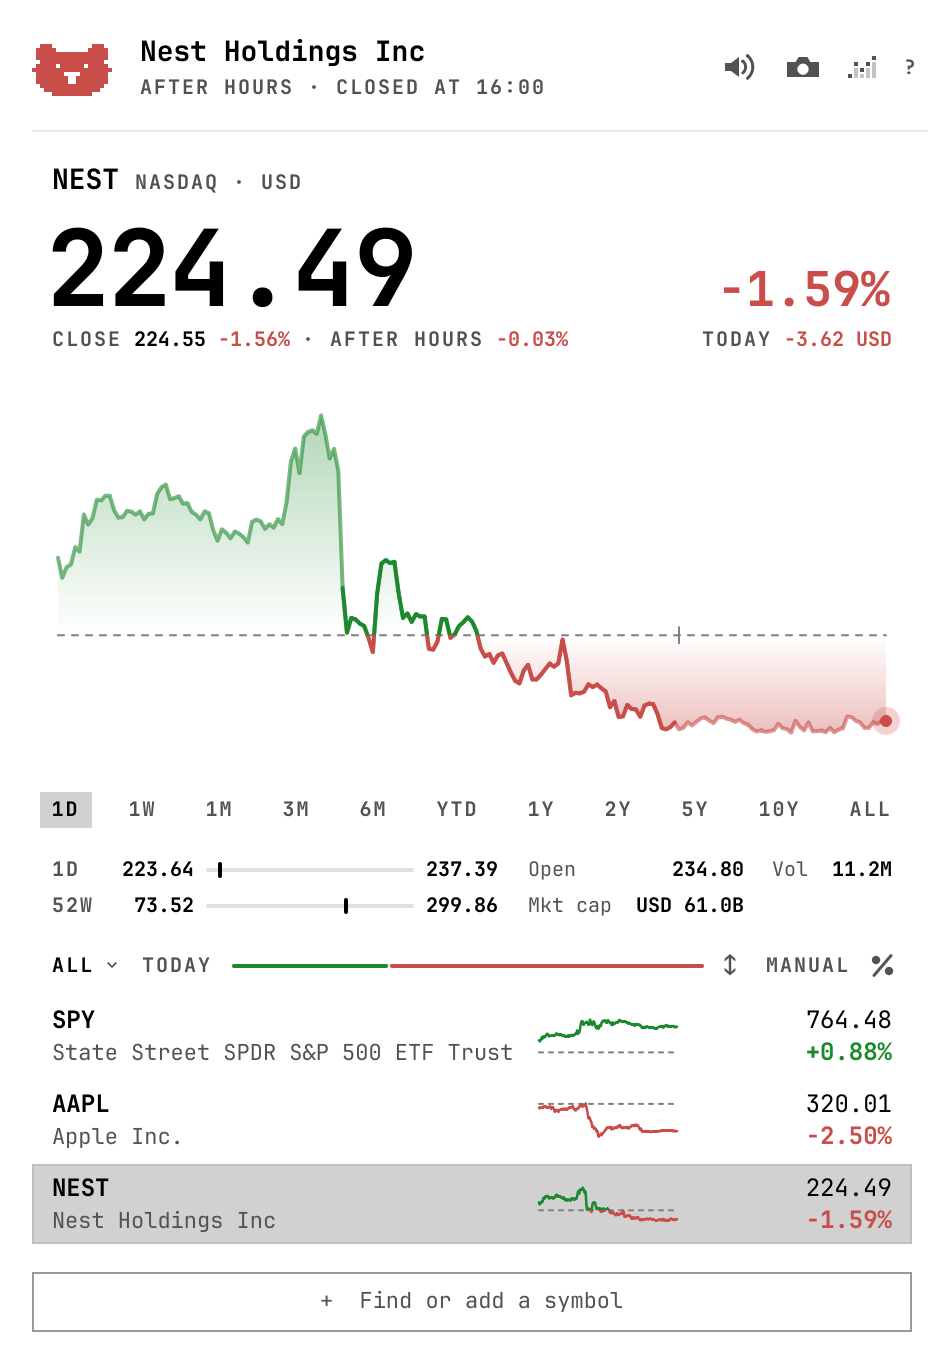 Nest Holdings Inc
AFTER HOURS · CLOSED AT 16:00
?
NEST NASDAQ · USD
224.49
-1.59%
CLOSE 224.55 -1.56% · AFTER HOURS -0.03%
TODAY -3.62 USD
1D 1W 1M 3M 6M YTD 1Y 2Y 5Y 10Y ALL
1D 223.64 237.39 Open 234.80 Vol 11.2M
52W 73.52 299.86 Mkt cap USD 61.0B
ALL TODAY MANUAL %
SPY 764.48
State Street SPDR S&P 500 ETF Trust +0.88%
AAPL 320.01
Apple Inc. -2.50%
NEST 224.49
Nest Holdings Inc -1.59%
+ Find or add a symbol